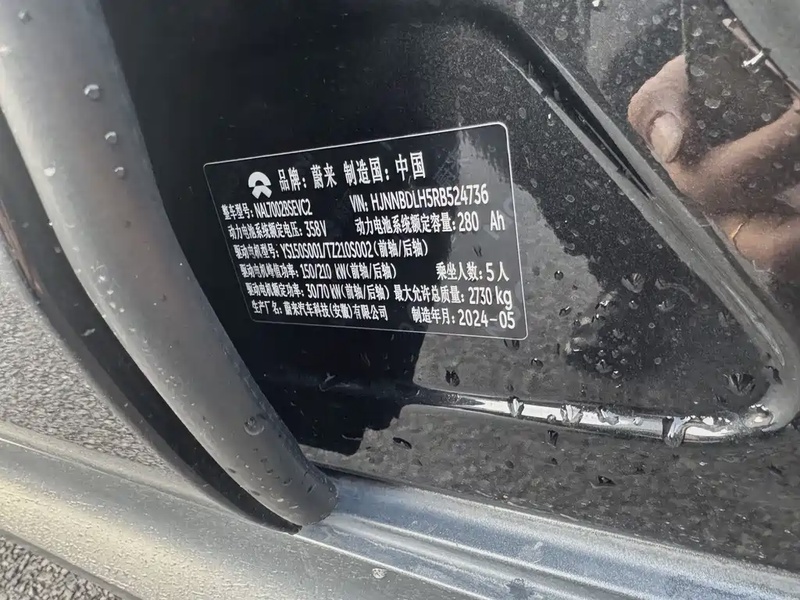 品牌：蔚来 制造国：中国
整车型号：NAL7002BSEVC2 VIN: HJNNBDLH5RB524736
动力电池系统额定电压：358V 动力电池系统额定容量：280 Ah
驱动电机型号：YS150S001/TZ210S002（前轴/后轴）
驱动电机峰值功率：150/210 kW（前轴/后轴） 乘坐人数：5人
驱动电机额定功率：30/70 kW（前轴/后轴） 最大允许总质量：2730 kg
生产厂名：蔚来汽车科技（安徽）有限公司 制造年月：2024-05